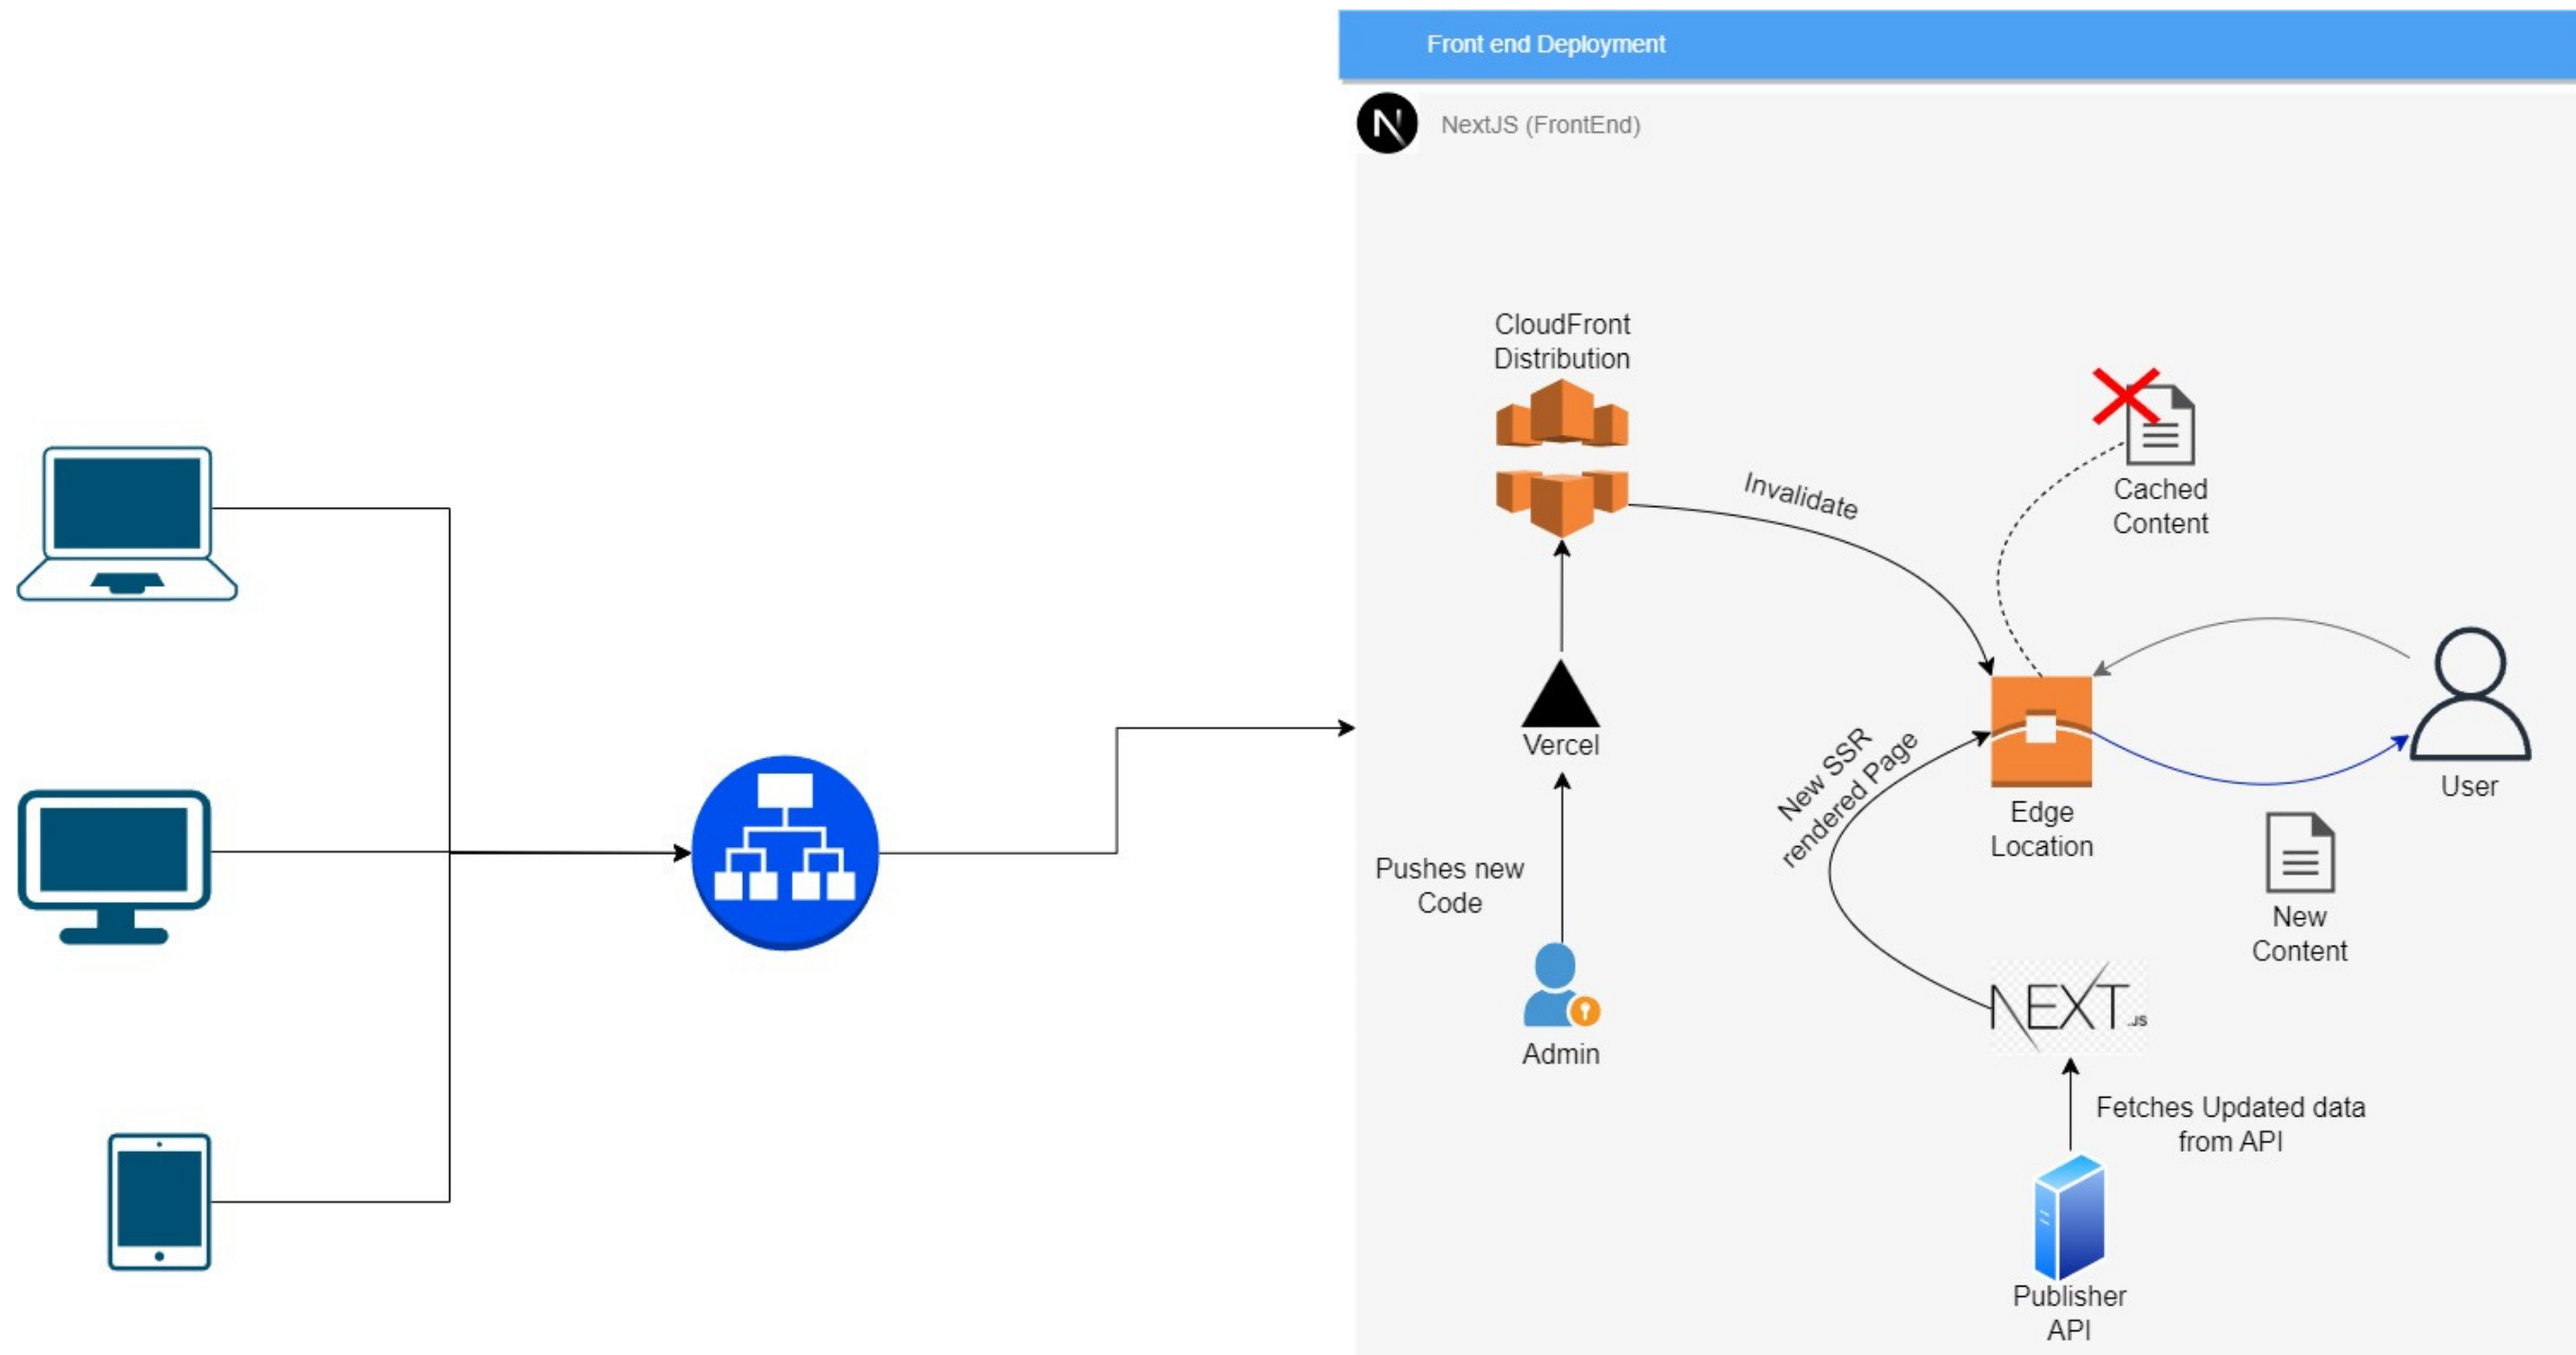 Front end Deployment
NextJS (FrontEnd)
CloudFront
Distribution
Invalidate
Cached
Content
Vercel
New SSR
rendered Page
Edge
Location
User
Pushes new
Code
New
Content
Admin
NEXT.JS
Fetches Updated data
from API
Publisher
API